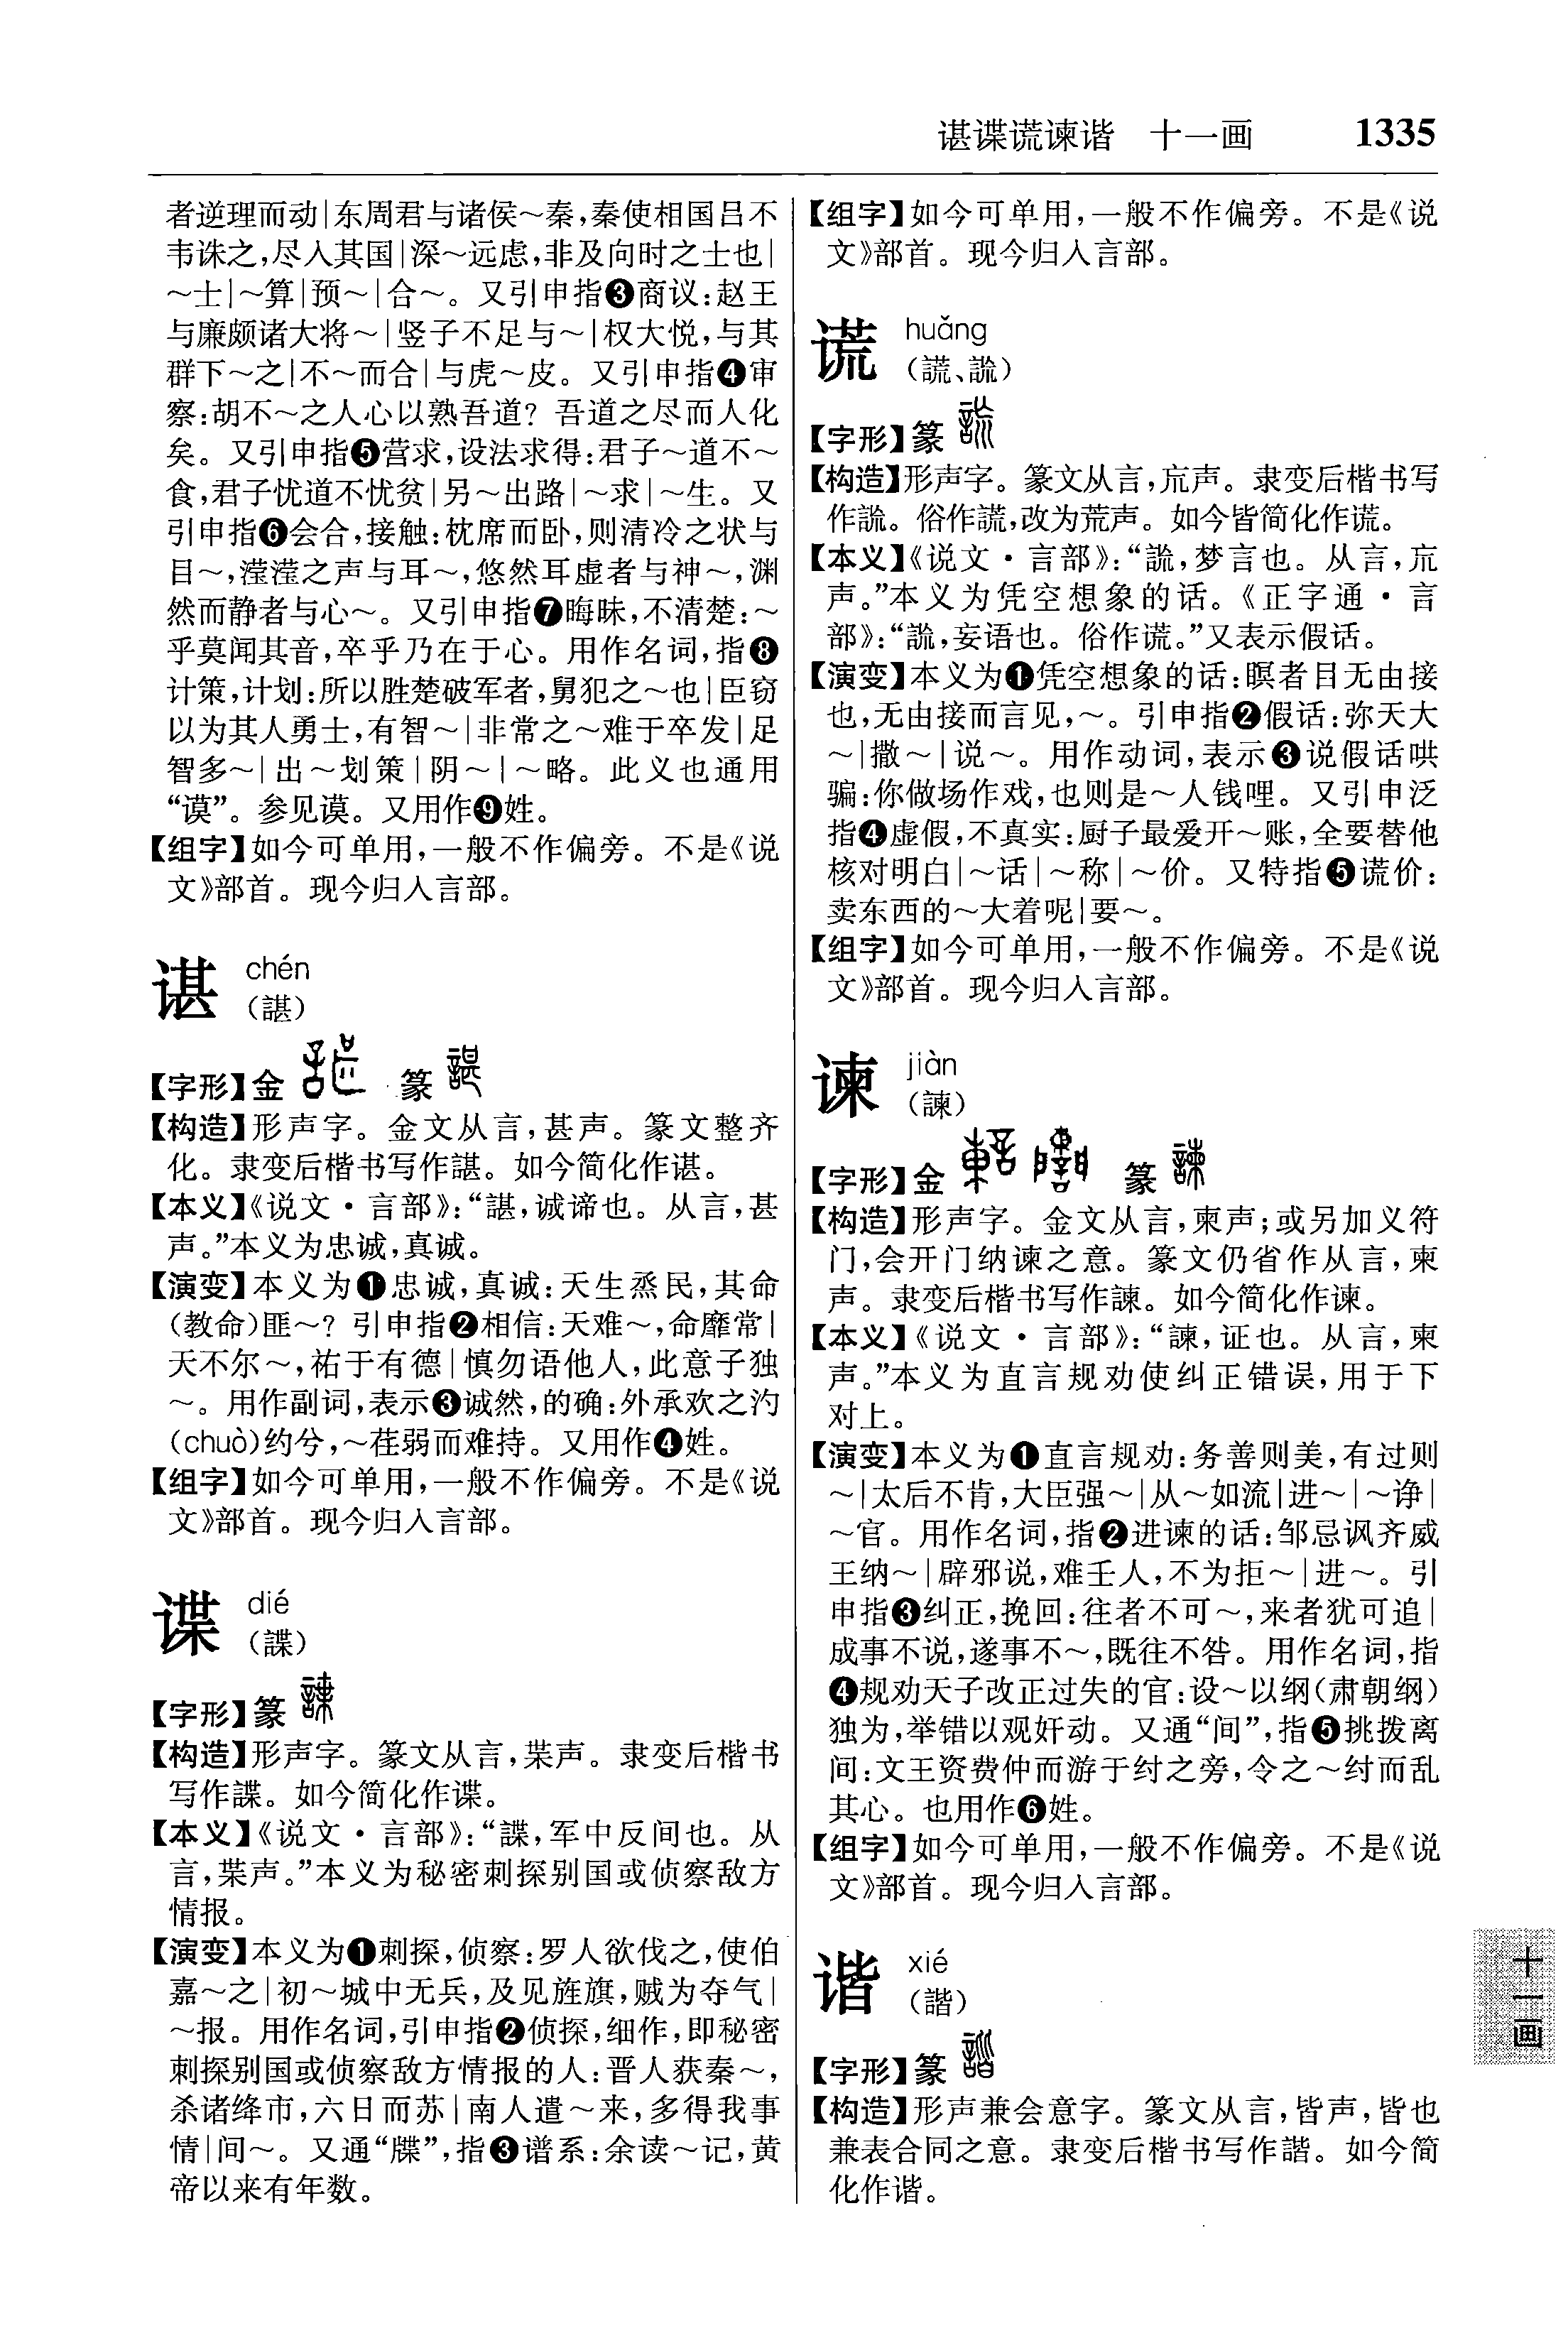 谌谍谎谏谐　十一画　1335
者逆理而动|东周君与诸侯～秦,秦使相国吕不
韦诛之,尽入其国|深～远虑,非及向时之士也|
～士|～算|预～|合～。又引申指❸商议:赵王
与廉颇诸大将～|竖子不足与～|权大悦,与其
群下～之|不～而合|与虎～皮。又引申指❹审
察:胡不～之人心以熟吾道？吾道之尽而人化
矣。又引申指❺营求,设法求得:君子～道不～
食,君子忧道不忧贫|另～出路|～求|～生。又
引申指❻会合,接触:枕席而卧,则清泠之状与
目～,瀅瀅之声与耳～,悠然而虚者与神～,渊
然而静者与心～。又引申指❼晦昧,不清楚:～
乎莫闻其音,卒乎乃在于心。用作名词,指❽
计策,计划:所以胜楚破军者,舅犯之～也|臣窃
以为其人勇士,有智～|非常之～难于卒发|足
智多～|出～划策|阴～|～略。此义也通用
“谟”。参见谟。又用作❾姓。
【组字】如今可单用,一般不作偏旁。不是《说
文》部首。现今归入言部。
谌 chén
(諶)
【字形】金 篆
【构造】形声字。金文从言,甚声。篆文整齐
化。隶变后楷书写作諶。如今简化作谌。
【本义】《说文·言部》:“諶,诚谛也。从言,甚
声。”本义为忠诚,真诚。
【演变】本义为❶忠诚,真诚:天生烝民,其命
(教命)匪～？引申指❷相信:天难～,命靡常|
天不尔～,祐于有德|慎勿语他人,此意子独
～。用作副词,表示❸诚然,的确:外承欢之汋
(chuò)约兮,～荏弱而难持。又用作❹姓。
【组字】如今可单用,一般不作偏旁。不是《说
文》部首。现今归入言部。
谍 dié
(諜)
【字形】篆
【构造】形声字。篆文从言,枼声。隶变后楷书
写作諜。如今简化作谍。
【本义】《说文·言部》:“諜,军中反间也。从
言,枼声。”本义为秘密刺探别国或侦察敌方
情报。
【演变】本义为❶刺探,侦察:罗人欲伐之,使伯
嘉～之|初～城中无兵,及见旌旗,贼为夺气|
～报。用作名词,引申指❷侦探,细作,即秘密
刺探别国或侦察敌方情报的人:晋人获秦～,
杀诸绛市,六日而苏|南人遣～来,多得我事
情|间～。又通“牒”,指❸谱系:余读～记,黄
帝以来有年数。
【组字】如今可单用,一般不作偏旁。不是《说
文》部首。现今归入言部。
谎 huǎng
(謊、詤)
【字形】篆
【构造】形声字。篆文从言,巟声。隶变后楷书写
作詤。俗作謊,改为荒声。如今皆简化作谎。
【本义】《说文·言部》:“詤,梦言也。从言,巟
声。”本义为凭空想象的话。《正字通·言
部》:“詤,妄语也。俗作谎。”又表示假话。
【演变】本义为❶凭空想象的话:瞑者目无由接
也,无由接而言见,～。引申指❷假话:弥天大
～|撒～|说～。用作动词,表示❸说假话哄
骗:你做场作戏,也则是～人钱哩。又引申泛
指❹虚假,不真实:厨子最爱开～账,全要替他
核对明白|～话|～称|～价。又特指❺谎价:
卖东西的～大着呢|要～。
【组字】如今可单用,一般不作偏旁。不是《说
文》部首。现今归入言部。
谏 jiàn
(諫)
【字形】金 篆
【构造】形声字。金文从言,柬声;或另加义符
门,会开门纳谏之意。篆文仍省作从言,柬
声。隶变后楷书写作諫。如今简化作谏。
【本义】《说文·言部》:“諫,证也。从言,柬
声。”本义为直言规劝使纠正错误,用于下
对上。
【演变】本义为❶直言规劝:务善则美,有过则
～|太后不肯,大臣强～|从～如流|进～|～诤|
～官。用作名词,指❷进谏的话:邹忌讽齐威
王纳～|辟邪说,难壬人,不为拒～|进～。引
申指❸纠正,挽回:往者不可～,来者犹可追|
成事不说,遂事不～,既往不咎。用作名词,指
❹规劝天子改正过失的官:设～以纲(肃朝纲)
独为,举错以观奸动。又通“间”,指❺挑拨离
间:文王资费仲而游于纣之旁,令之～纣而乱
其心。也用作❻姓。
【组字】如今可单用,一般不作偏旁。不是《说
文》部首。现今归入言部。
谐 xié
(諧)
【字形】篆
【构造】形声兼会意字。篆文从言,皆声,皆也
兼表合同之意。隶变后楷书写作諧。如今简
化作谐。
十一画